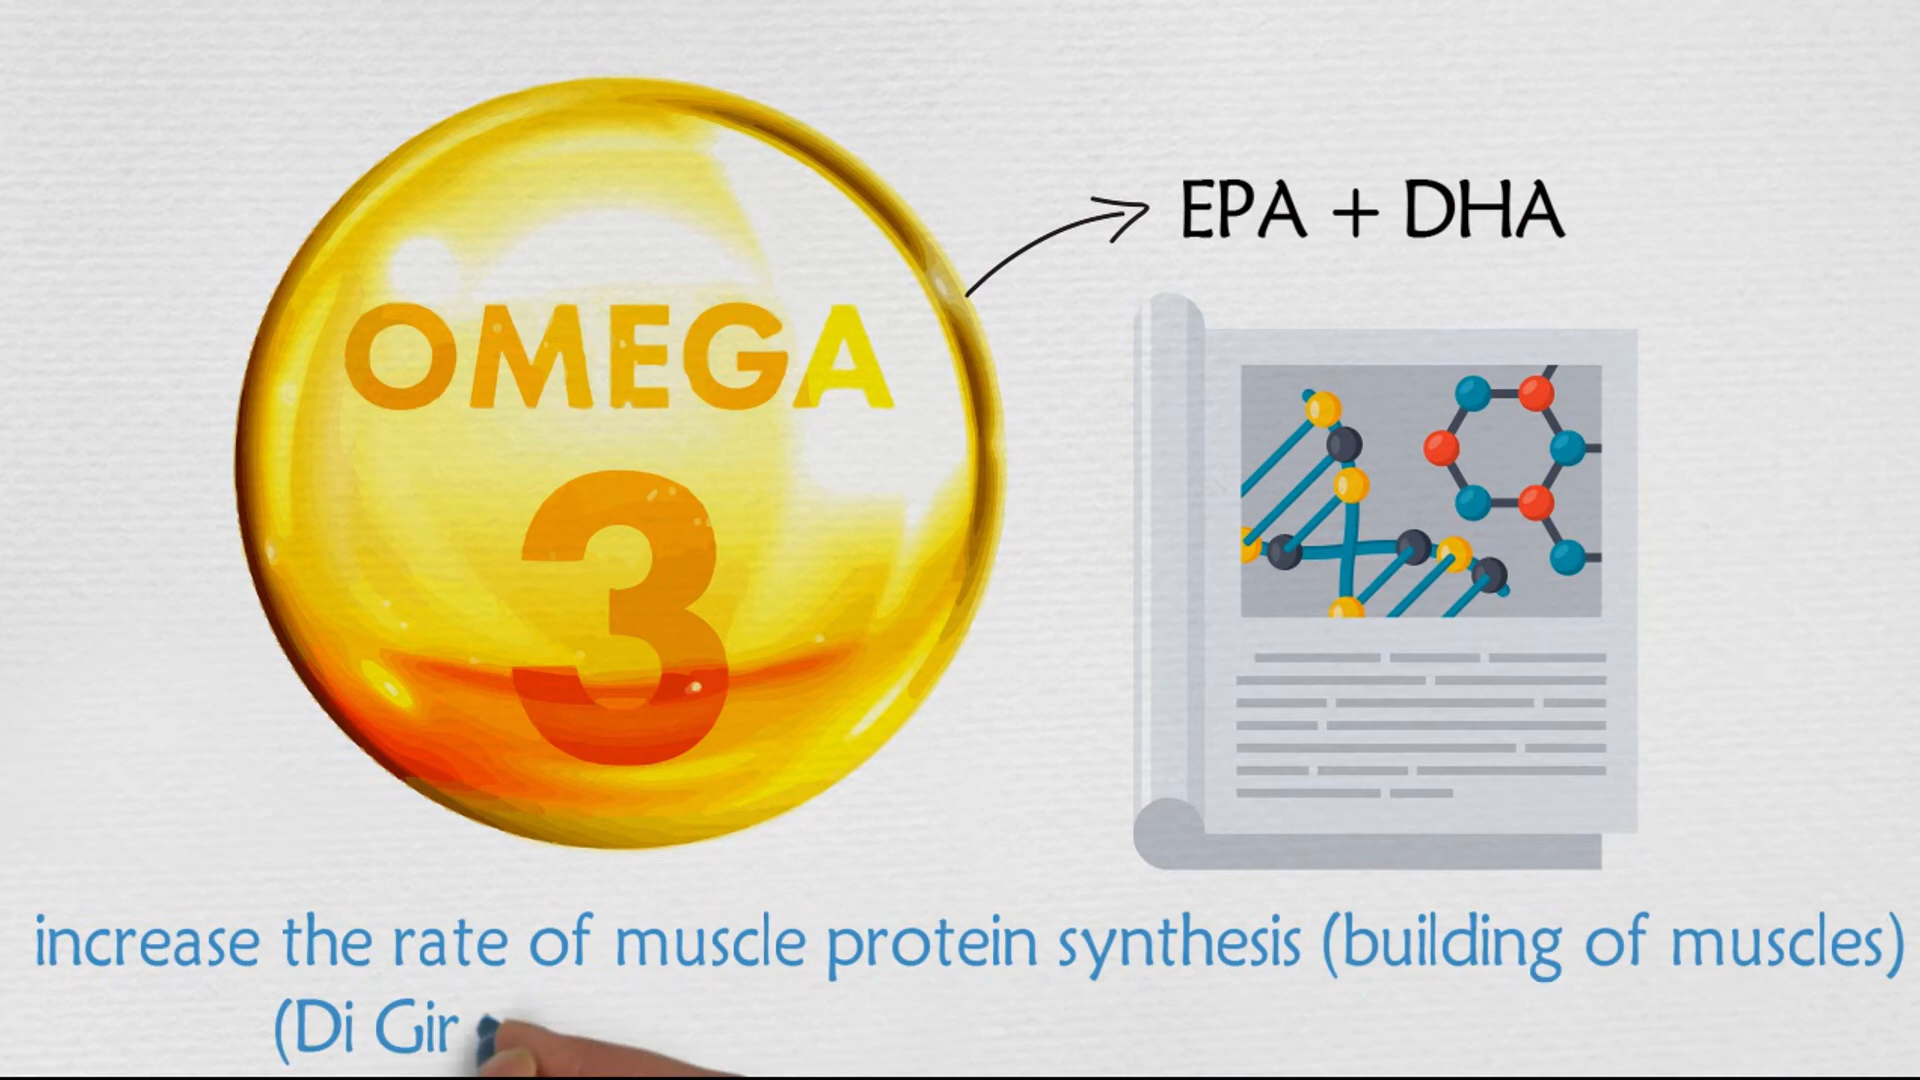 OMEGA
3
EPA + DHA
increase the rate of muscle protein synthesis (building of muscles)
(Di Gir